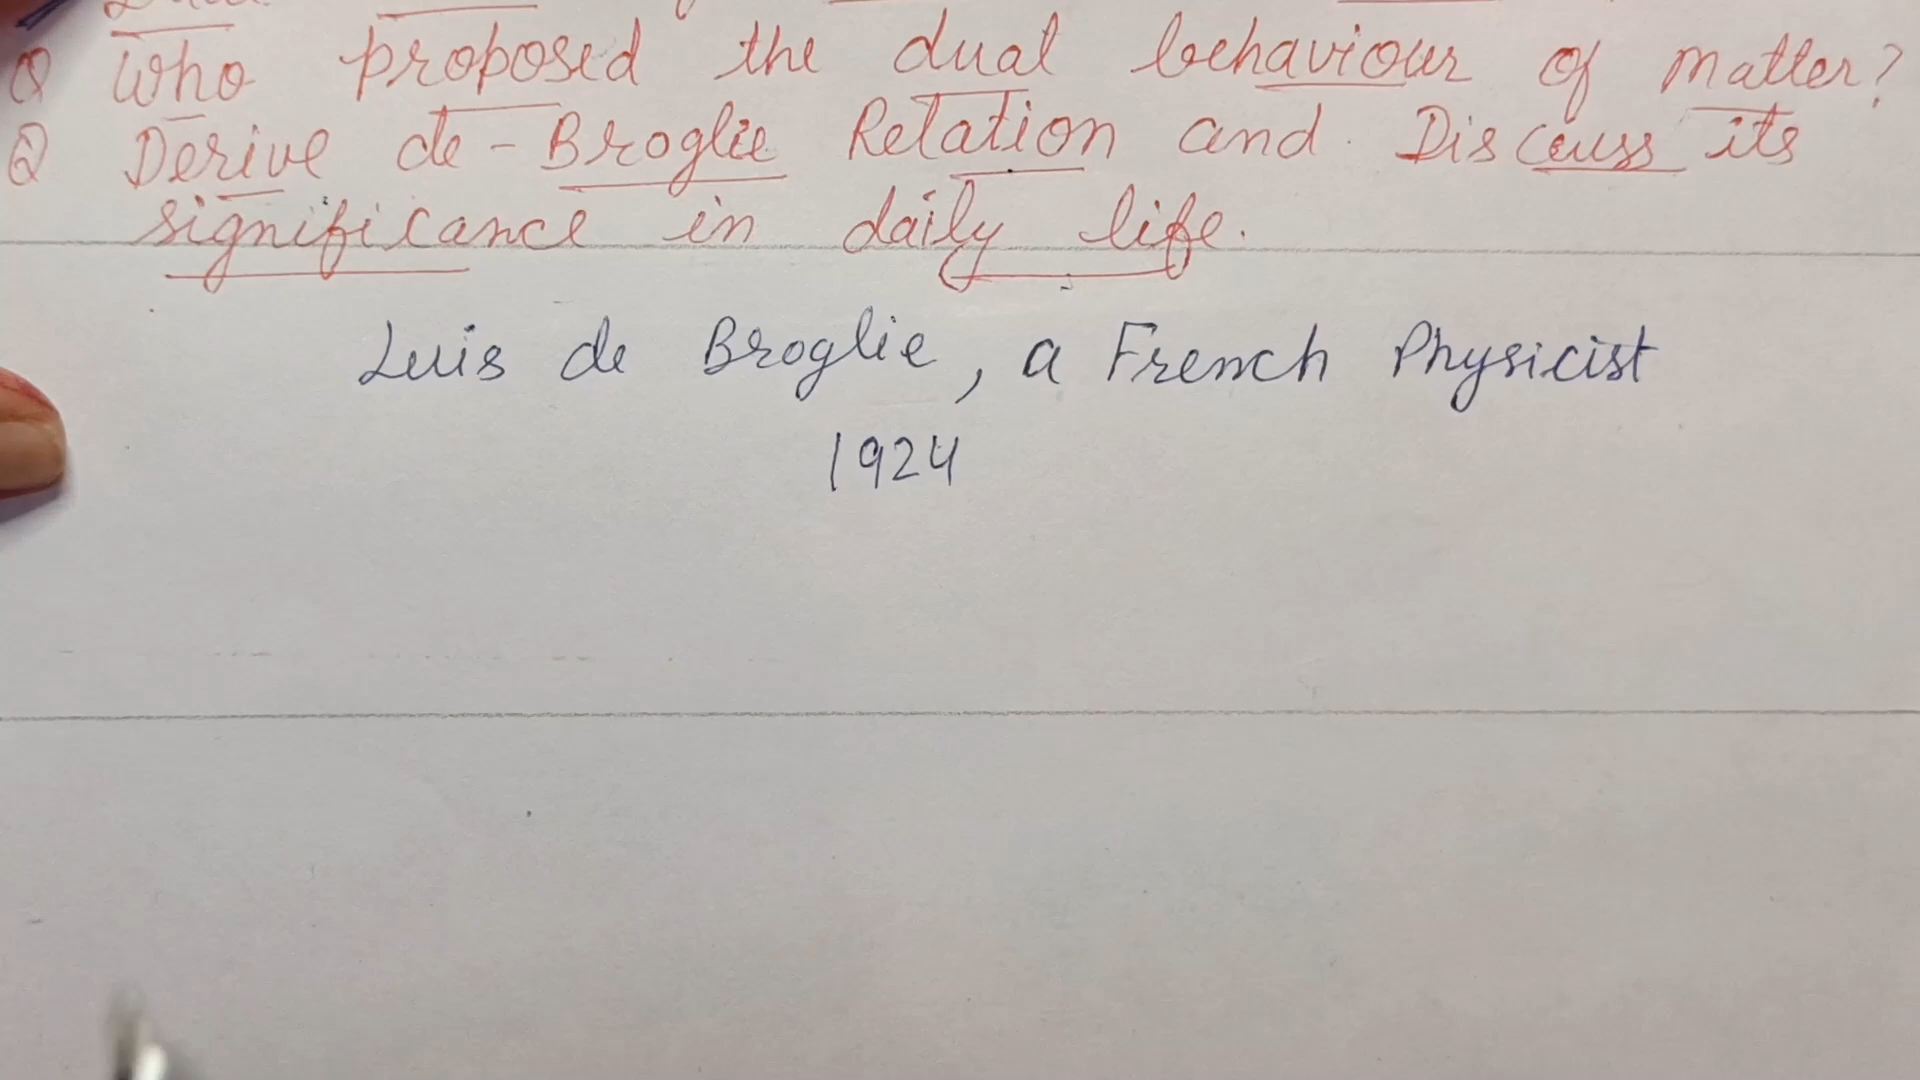 Q Who proposed the dual behaviour of matter?
Q Derive de-Broglie Relation and Discuss its
significance in daily life.
Luis de Broglie, a French Physicist
1924